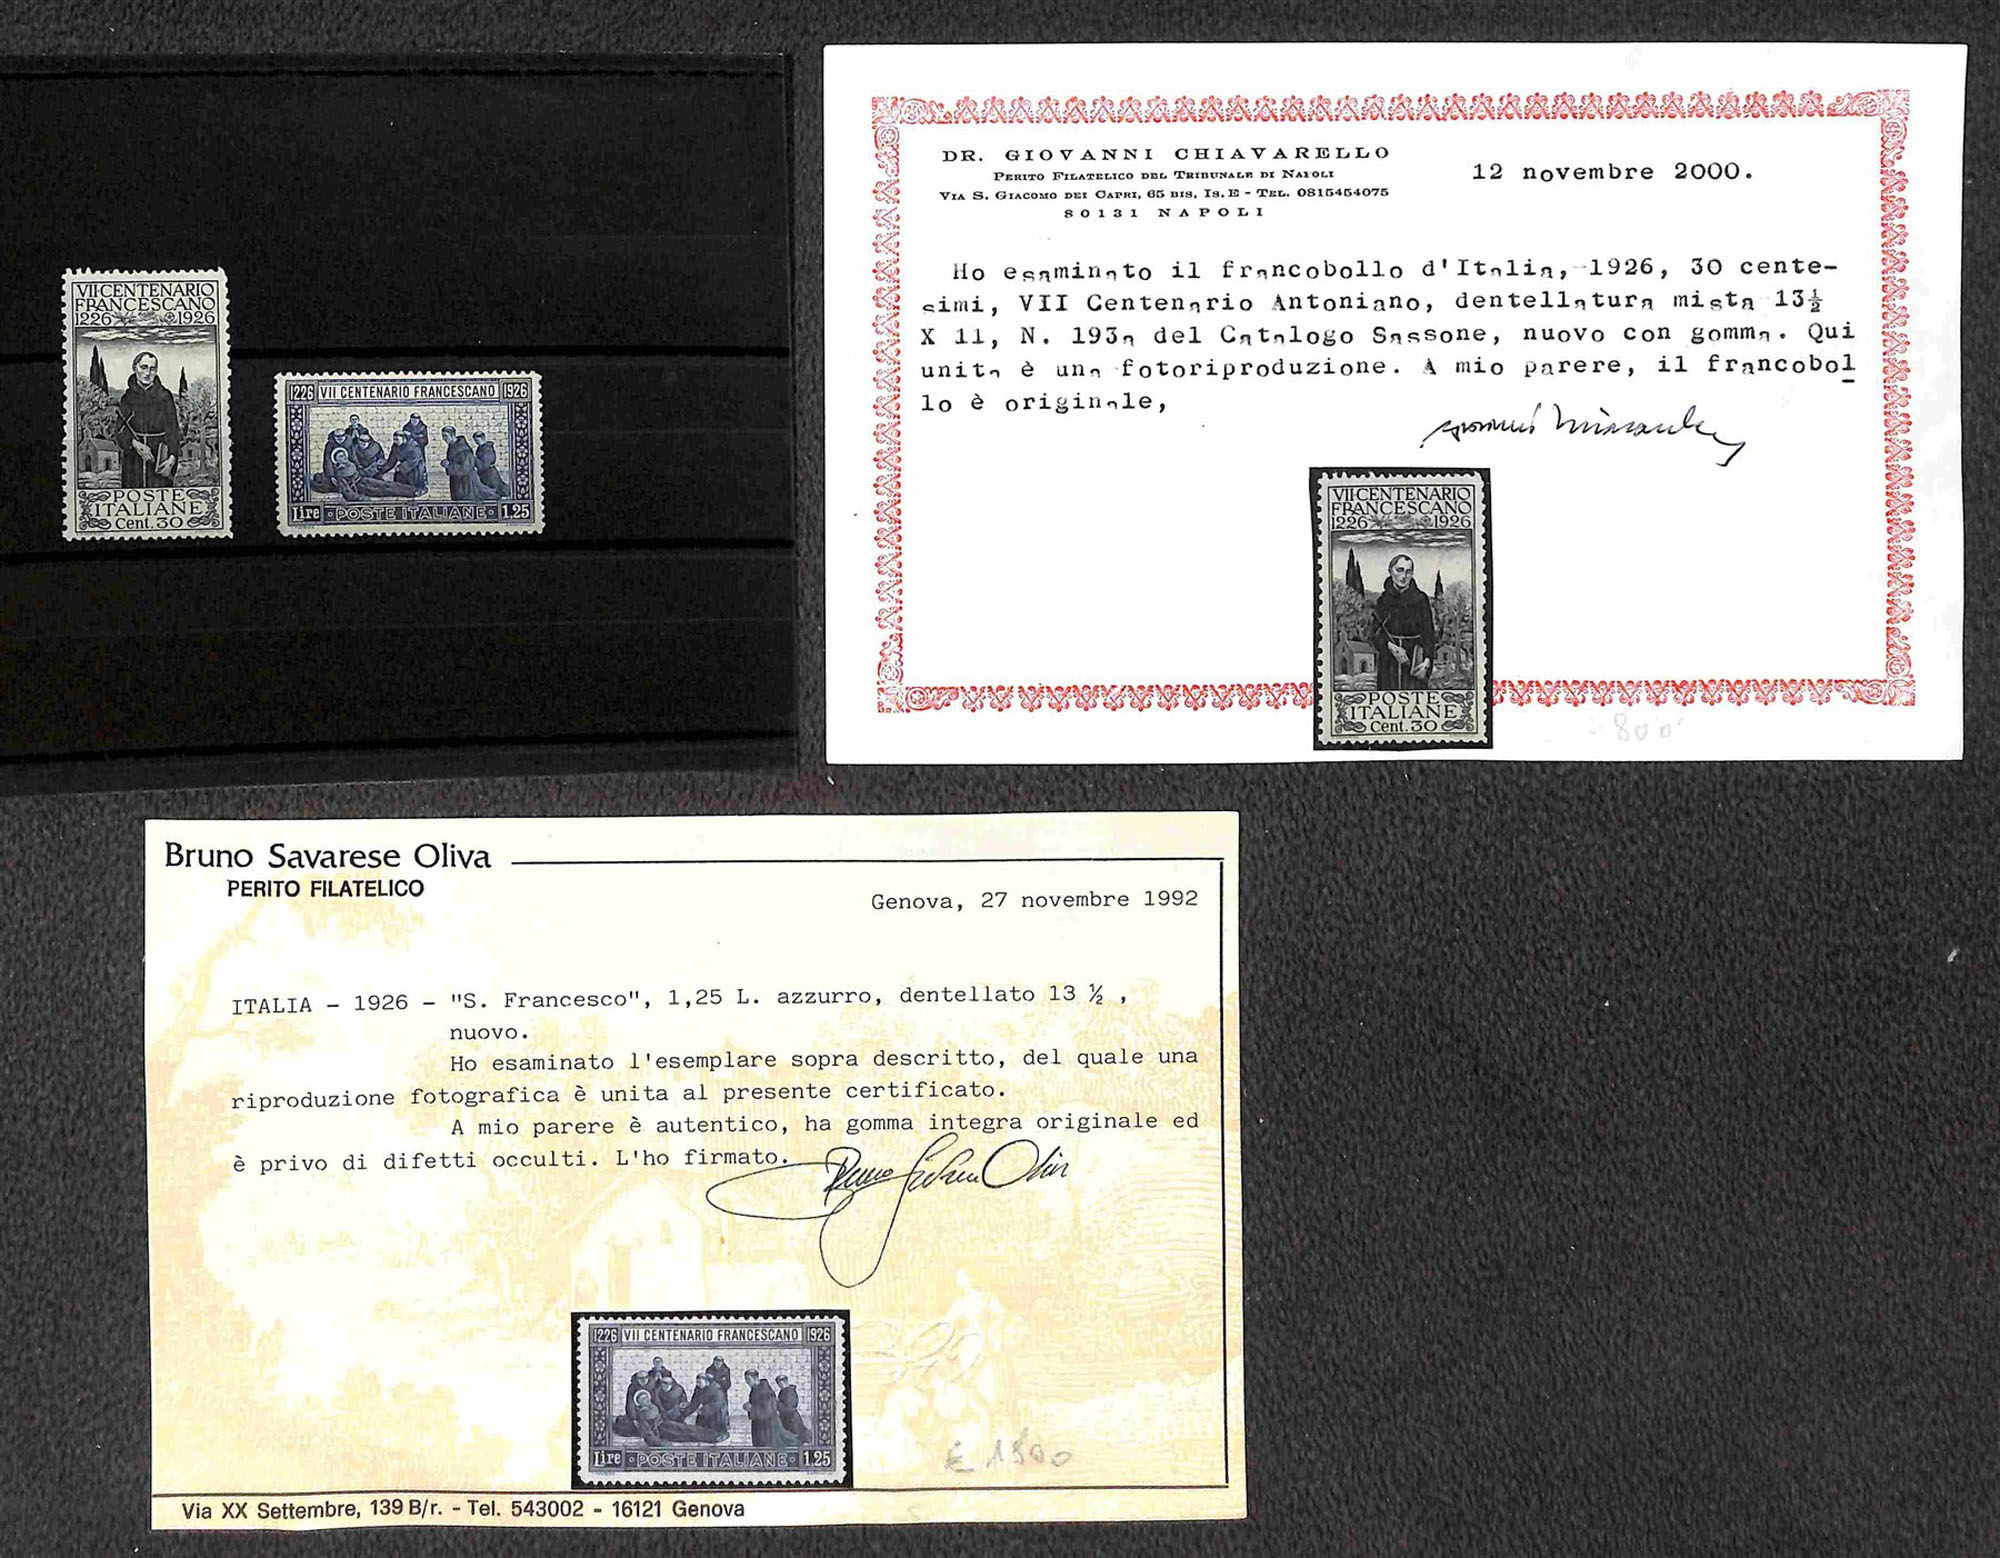 VII·CENTENARIO
FRANCESCANO
1226 1926
POSTE
ITALIANE
Cent. 30
1226 VII CENTENARIO FRANCESCANO 1926
Lire · POSTE ITALIANE · 1.25
DR. GIOVANNI CHIAVARELLO
PERITO FILATELICO DEL TRIBUNALE DI NAPOLI
VIA S. GIACOMO DEI CAPRI, 65 BIS, IS. E - TEL. 0815454075
80131 NAPOLI
12 novembre 2000.
Ho esaminato il francobollo d'Italia, 1926, 30 cente-
simi, VII Centenario Antoniano, dentellatura mista 13½
X 11, N. 193a del Catalogo Sassone, nuovo con gomma. Qui
unita è una fotoriproduzione. A mio parere, il francobol
lo è originale,
VII·CENTENARIO
FRANCESCANO
1226 1926
POSTE
ITALIANE
Cent. 30
800
Bruno Savarese Oliva
PERITO FILATELICO
Genova, 27 novembre 1992
ITALIA - 1926 - "S. Francesco", 1,25 L. azzurro, dentellato 13 ½ ,
nuovo.
Ho esaminato l'esemplare sopra descritto, del quale una
riproduzione fotografica è unita al presente certificato.
A mio parere è autentico, ha gomma integra originale ed
è privo di difetti occulti. L'ho firmato.
1226 VII CENTENARIO FRANCESCANO 1926
Lire · POSTE ITALIANE · 1.25
Via XX Settembre, 139 B/r. - Tel. 543002 - 16121 Genova